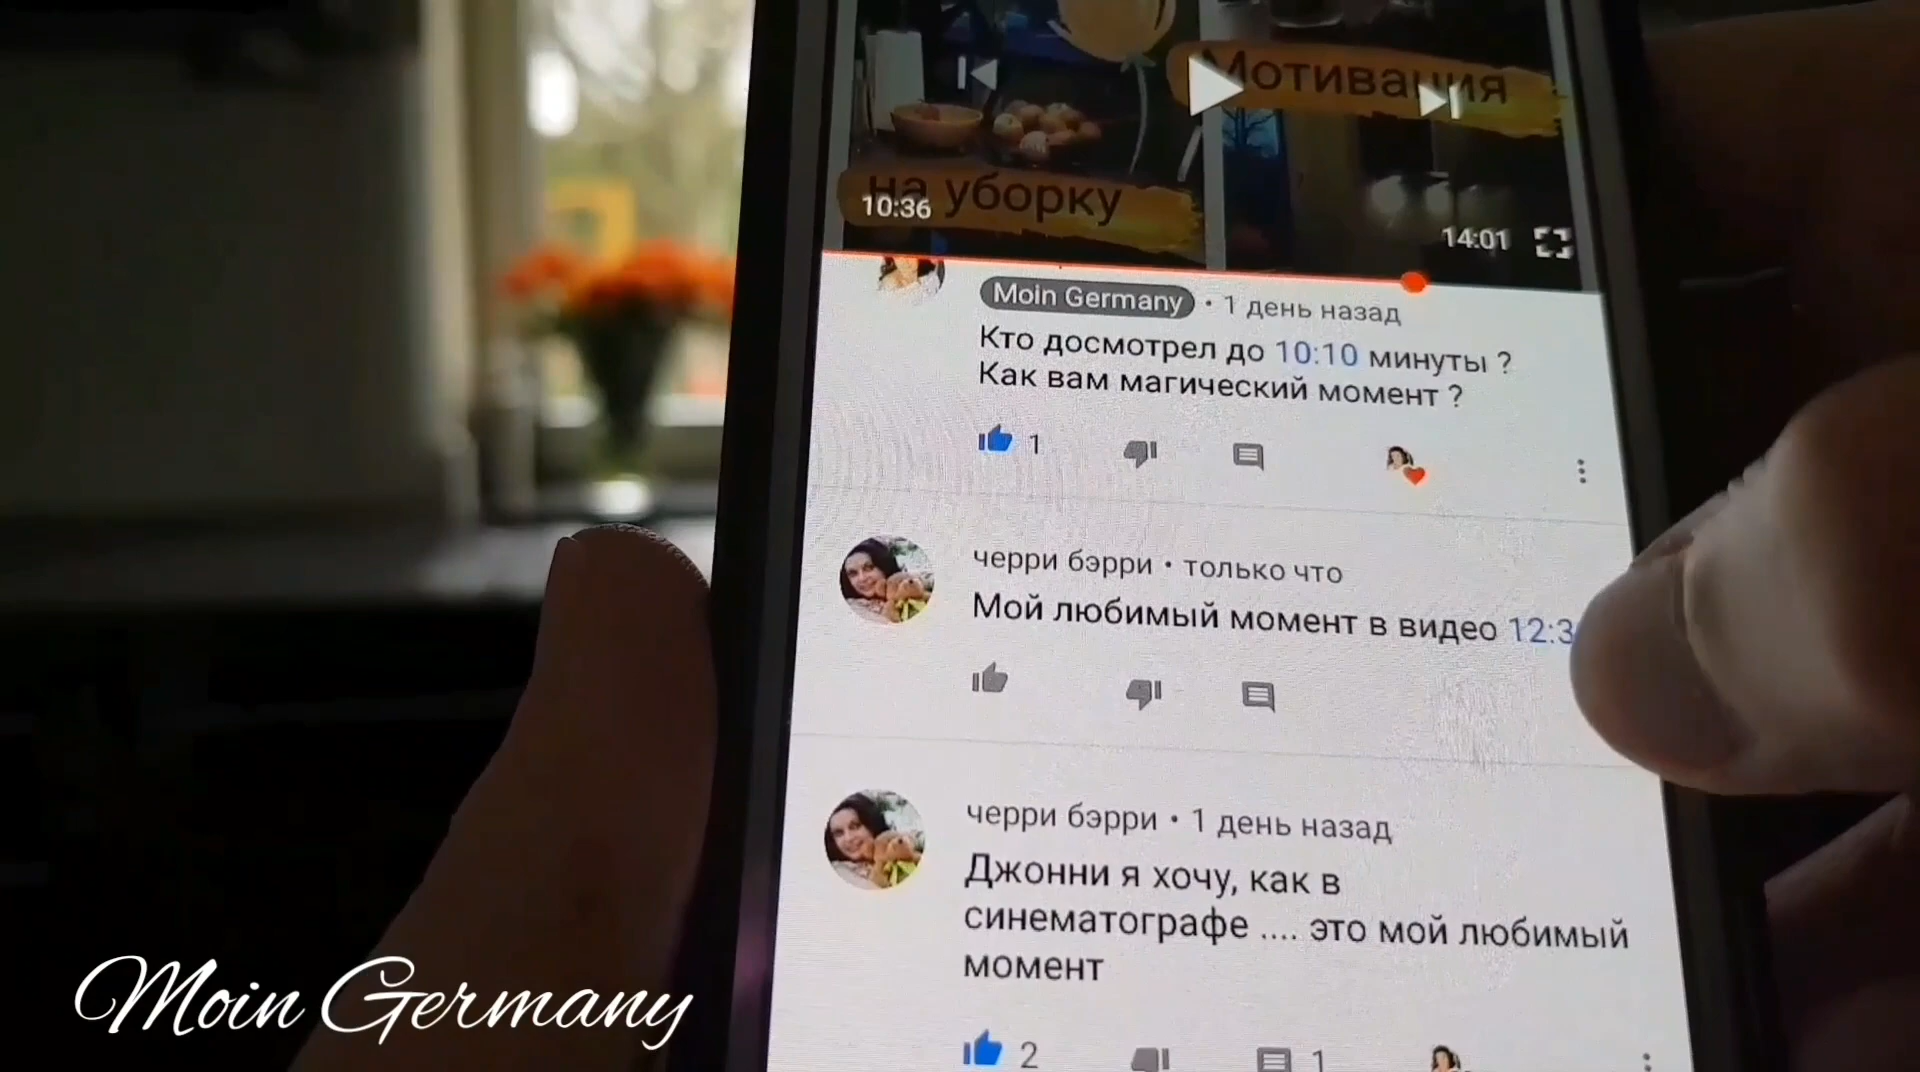 Мотивация
на уборку
10:36
14:01
Moin Germany • 1 день назад
Кто досмотрел до 10:10 минуты ?
Как вам магический момент ?
1
черри бэрри • только что
Мой любимый момент в видео
черри бэрри • 1 день назад
Джонни я хочу, как в
синематографе .... это мой любимый
момент
2
1
Moin Germany